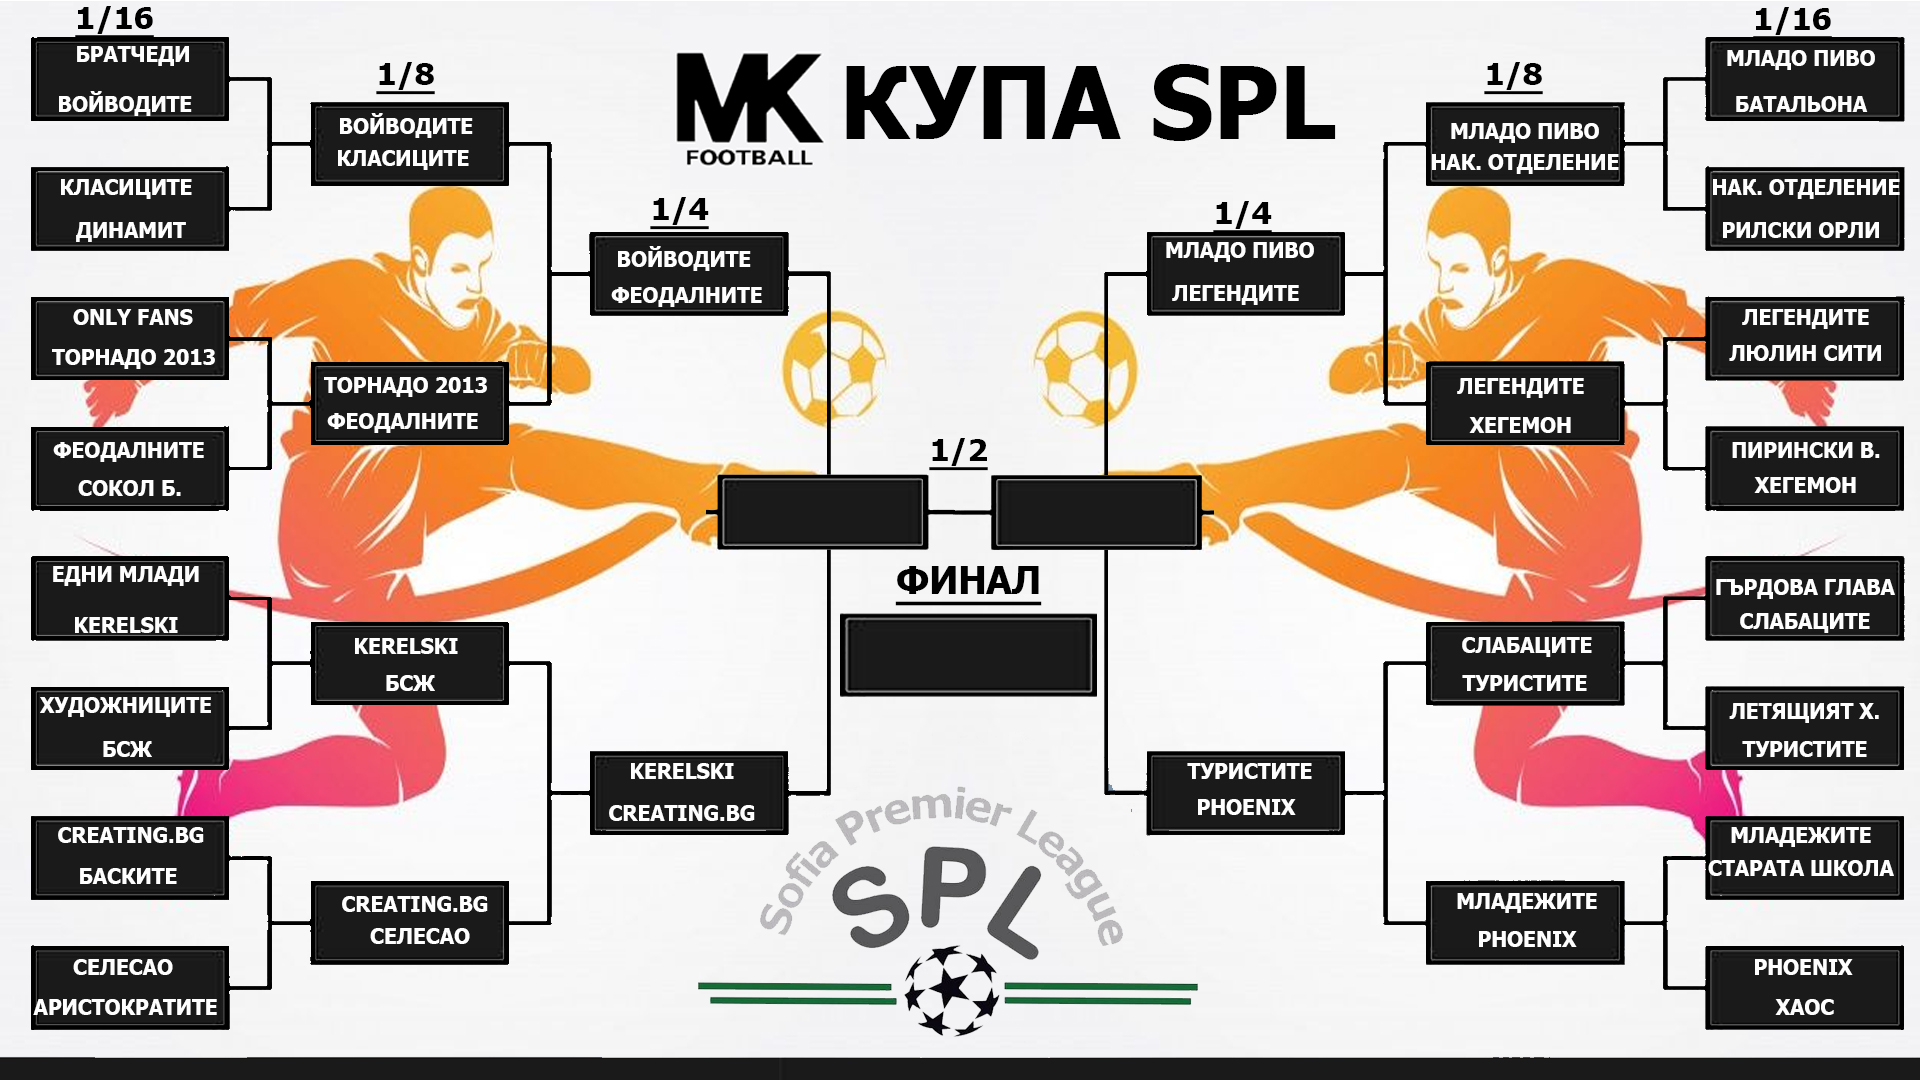 1/16
БРАТЧЕДИ
ВОЙВОДИТЕ
КЛАСИЦИТЕ
ДИНАМИТ
ONLY FANS
ТОРНАДО 2013
ФЕОДАЛНИТЕ
СОКОЛ Б.
ЕДНИ МЛАДИ
KERELSKI
ХУДОЖНИЦИТЕ
БСЖ
CREATING.BG
БАСКИТЕ
СЕЛЕСАО
АРИСТОКРАТИТЕ
1/8
ВОЙВОДИТЕ
КЛАСИЦИТЕ
ТОРНАДО 2013
ФЕОДАЛНИТЕ
KERELSKI
БСЖ
CREATING.BG
СЕЛЕСАО
1/4
ВОЙВОДИТЕ
ФЕОДАЛНИТЕ
KERELSKI
CREATING.BG
MK
FOOTBALL
КУПА SPL
1/2
ФИНАЛ
Sofia Premier League
SPL
1/4
МЛАДО ПИВО
ЛЕГЕНДИТЕ
ТУРИСТИТЕ
PHOENIX
1/8
МЛАДО ПИВО
НАК. ОТДЕЛЕНИЕ
ЛЕГЕНДИТЕ
ХЕГЕМОН
СЛАБАЦИТЕ
ТУРИСТИТЕ
МЛАДЕЖИТЕ
PHOENIX
1/16
МЛАДО ПИВО
БАТАЛЬОНА
НАК. ОТДЕЛЕНИЕ
РИЛСКИ ОРЛИ
ЛЕГЕНДИТЕ
ЛЮЛИН СИТИ
ПИРИНСКИ В.
ХЕГЕМОН
ГЪРДОВА ГЛАВА
СЛАБАЦИТЕ
ЛЕТЯЩИЯТ Х.
ТУРИСТИТЕ
МЛАДЕЖИТЕ
СТАРАТА ШКОЛА
PHOENIX
ХАОС